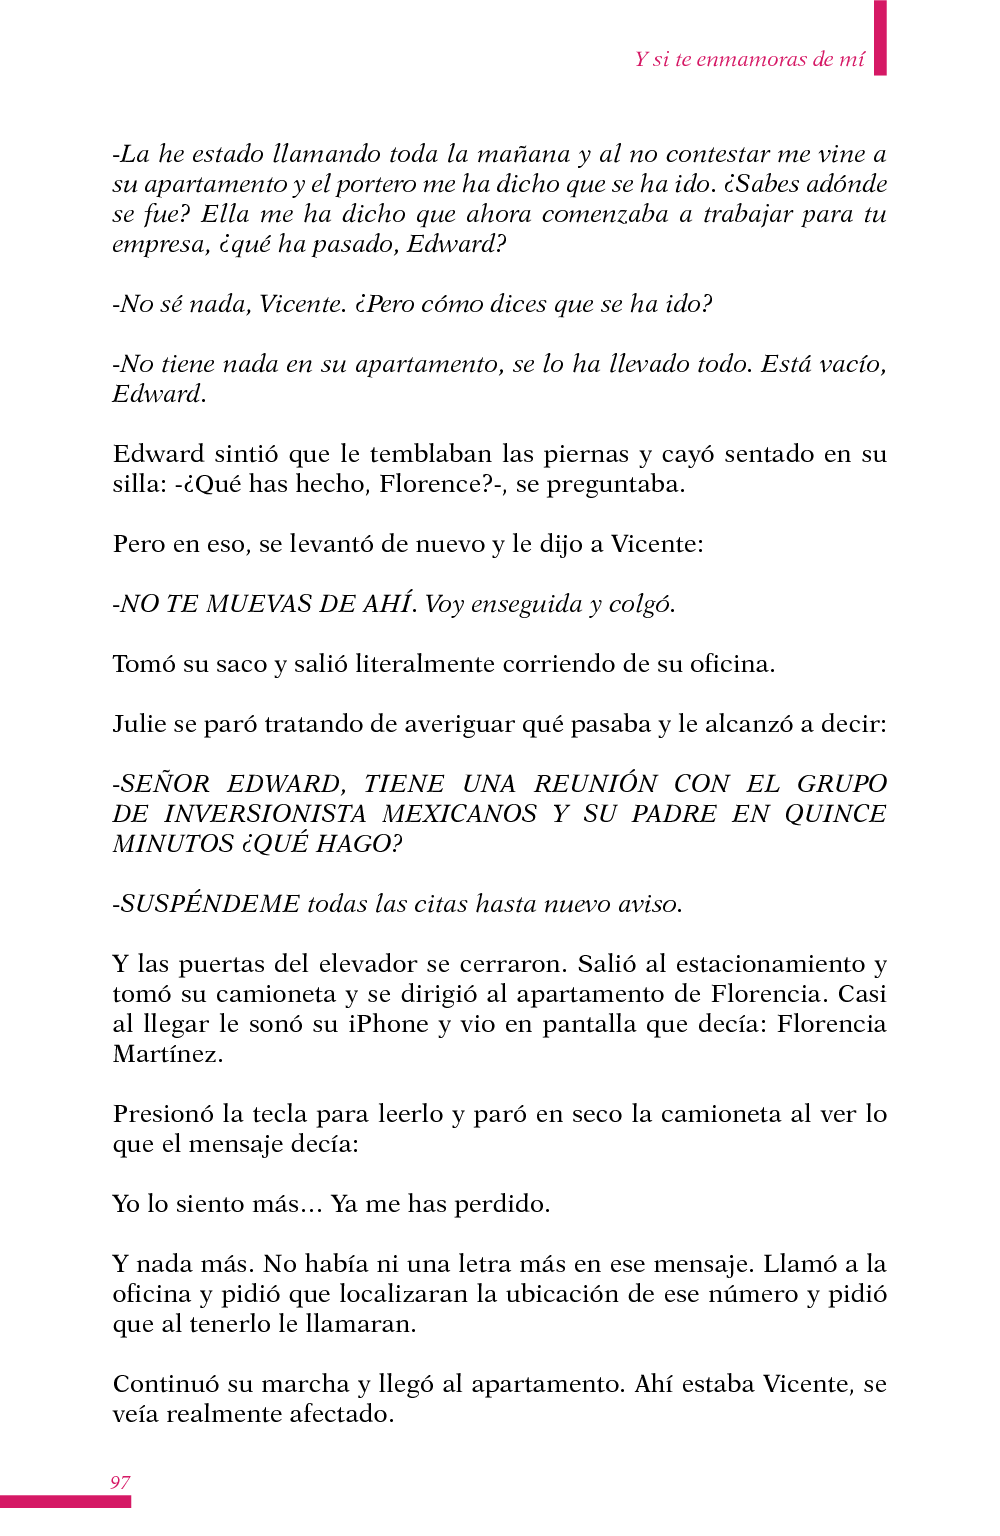 Y si te enmamoras de mí
-La he estado llamando toda la mañana y al no contestar me vine a
su apartamento y el portero me ha dicho que se ha ido. ¿Sabes adónde
se fue? Ella me ha dicho que ahora comenzaba a trabajar para tu
empresa, ¿qué ha pasado, Edward?
-No sé nada, Vicente. ¿Pero cómo dices que se ha ido?
-No tiene nada en su apartamento, se lo ha llevado todo. Está vacío,
Edward.
Edward sintió que le temblaban las piernas y cayó sentado en su
silla: -¿Qué has hecho, Florence?-, se preguntaba.
Pero en eso, se levantó de nuevo y le dijo a Vicente:
-NO TE MUEVAS DE AHÍ. Voy enseguida y colgó.
Tomó su saco y salió literalmente corriendo de su oficina.
Julie se paró tratando de averiguar qué pasaba y le alcanzó a decir:
-SEÑOR EDWARD, TIENE UNA REUNIÓN CON EL GRUPO
DE INVERSIONISTA MEXICANOS Y SU PADRE EN QUINCE
MINUTOS ¿QUÉ HAGO?
-SUSPÉNDEME todas las citas hasta nuevo aviso.
Y las puertas del elevador se cerraron. Salió al estacionamiento y
tomó su camioneta y se dirigió al apartamento de Florencia. Casi
al llegar le sonó su iPhone y vio en pantalla que decía: Florencia
Martínez.
Presionó la tecla para leerlo y paró en seco la camioneta al ver lo
que el mensaje decía:
Yo lo siento más… Ya me has perdido.
Y nada más. No había ni una letra más en ese mensaje. Llamó a la
oficina y pidió que localizaran la ubicación de ese número y pidió
que al tenerlo le llamaran.
Continuó su marcha y llegó al apartamento. Ahí estaba Vicente, se
veía realmente afectado.
97